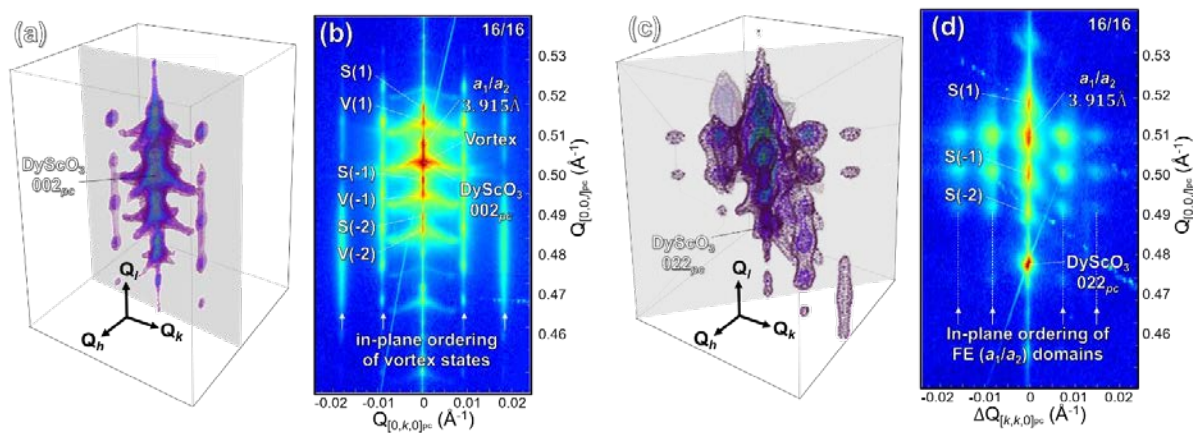 (a)
DyScO₃
002pc
Ql
Qh
Qk
(b)
16/16
S(1)
V(1)
a₁/a₂
3.915Å
Vortex
S(-1)
V(-1)
DyScO₃
002pc
S(-2)
V(-2)
in-plane ordering
of vortex states
-0.02
-0.01
0
0.01
0.02
Q[0,k,0]pc (Å⁻¹)
0.53
0.52
0.51
0.50
0.49
0.48
0.47
0.46
Q[0,0,l]pc (Å⁻¹)
(c)
DyScO₃
022pc
Ql
Qh
Qk
(d)
16/16
S(1)
a₁/a₂
3.915Å
S(-1)
S(-2)
DyScO₃
022pc
In-plane ordering of
FE (a₁/a₂) domains
-0.02
-0.01
0
0.01
0.02
ΔQ[k,k,0]pc (Å⁻¹)
0.53
0.52
0.51
0.50
0.49
0.48
0.47
0.46
Q[0,0,l]pc (Å⁻¹)